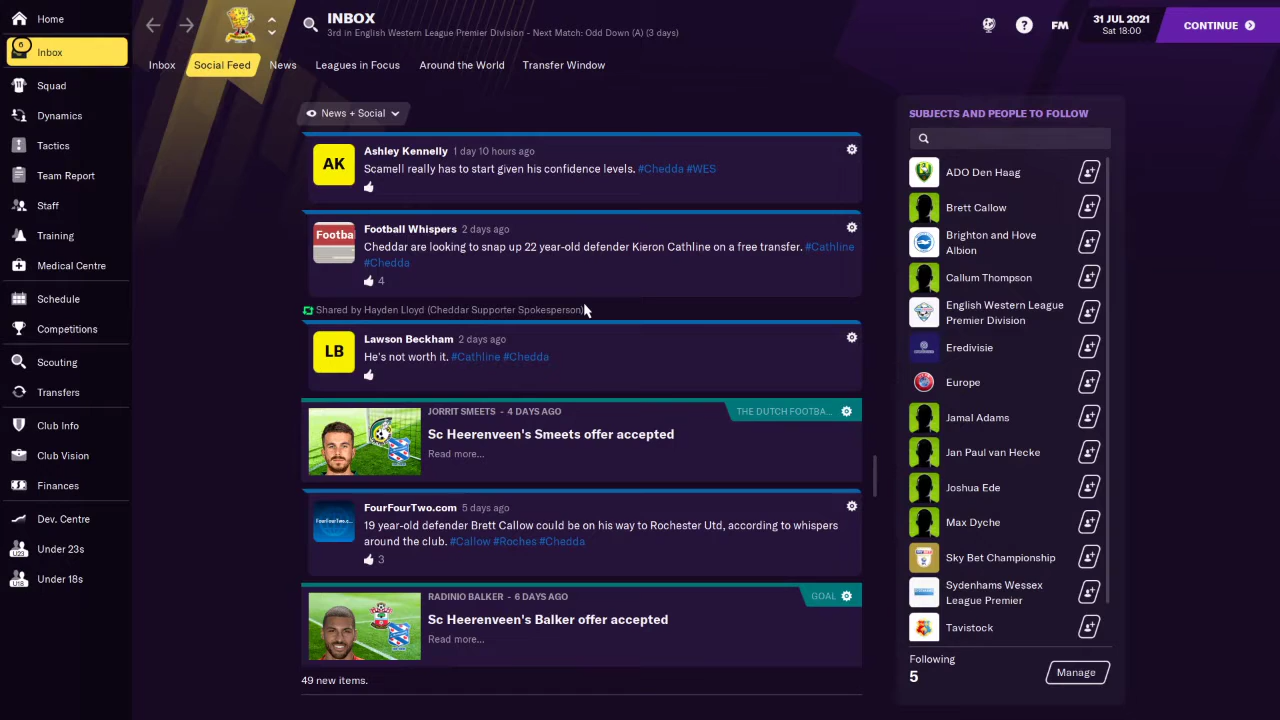 Home
6
Inbox
Squad
Dynamics
Tactics
Team Report
Staff
Training
Medical Centre
Schedule
Competitions
Scouting
Transfers
Club Info
Club Vision
Finances
Dev. Centre
U23
Under 23s
U18
Under 18s
INBOX
3rd in English Western League Premier Division - Next Match: Odd Down (A) (3 days)
?
FM
31 JUL 2021
Sat 18:00
CONTINUE
Inbox
Social Feed
News
Leagues in Focus
Around the World
Transfer Window
News + Social
AK
Ashley Kennelly 1 day 10 hours ago
Scamell really has to start given his confidence levels. #Chedda #WES
Footba
Football Whispers 2 days ago
Cheddar are looking to snap up 22 year-old defender Kieron Cathline on a free transfer. #Cathline
#Chedda
4
Shared by Hayden Lloyd (Cheddar Supporter Spokesperson)
LB
Lawson Beckham 2 days ago
He's not worth it. #Cathline #Chedda
JORRIT SMEETS - 4 DAYS AGO
THE DUTCH FOOTBA...
Sc Heerenveen's Smeets offer accepted
Read more...
FourFourTwo.c...
FourFourTwo.com 5 days ago
19 year-old defender Brett Callow could be on his way to Rochester Utd, according to whispers
around the club. #Callow #Roches #Chedda
3
RADINIO BALKER - 6 DAYS AGO
GOAL
Sc Heerenveen's Balker offer accepted
Read more...
49 new items.
SUBJECTS AND PEOPLE TO FOLLOW
ADO Den Haag
Brett Callow
Brighton and Hove
Albion
Callum Thompson
English Western League
Premier Division
Eredivisie
Europe
Jamal Adams
Jan Paul van Hecke
Joshua Ede
Max Dyche
Sky Bet Championship
Sydenhams Wessex
League Premier
Tavistock
Following
5
Manage